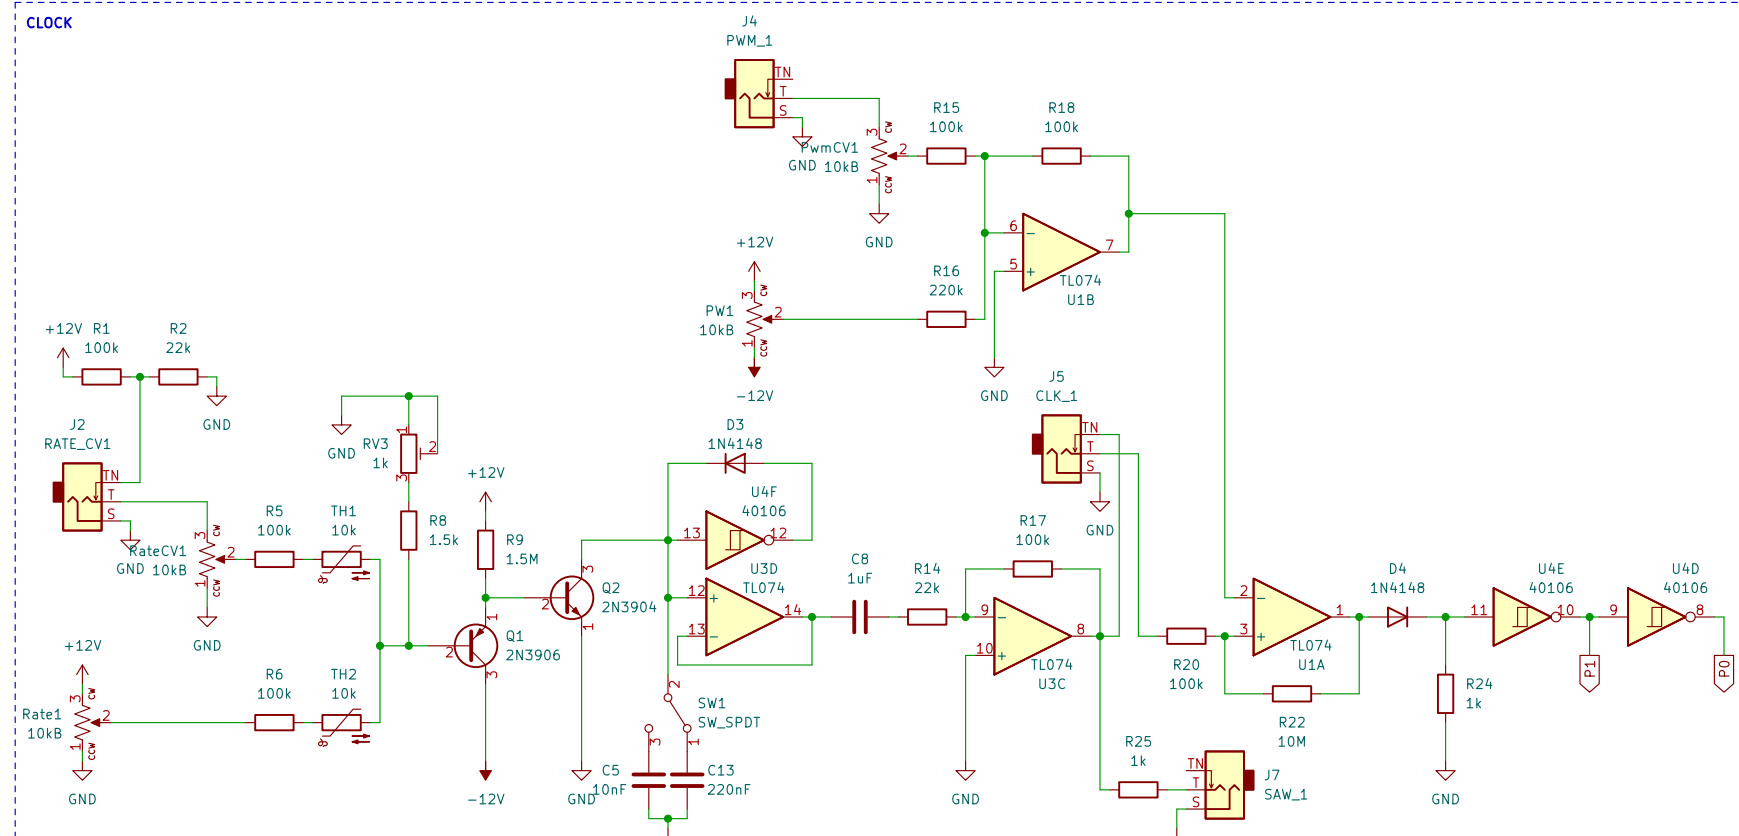 CLOCK
J4
PWM_1
TN
T
S
GND
PwmCV1
10kB
3
CW
2
1
CCW
GND
R15
100k
R18
100k
6
−
5
+
7
TL074
U1B
GND
+12V
PW1
10kB
3
CW
2
1
CCW
−12V
R16
220k
+12V
R1
100k
R2
22k
GND
J2
RATE_CV1
TN
T
S
GND
RateCV1
10kB
3
CW
2
1
CCW
GND
R5
100k
TH1
10k
+12V
Rate1
10kB
3
CW
2
1
CCW
GND
R6
100k
TH2
10k
GND
RV3
1k
1
2
3
R8
1.5k
+12V
R9
1.5M
1
2
3
Q1
2N3906
−12V
3
2
1
Q2
2N3904
GND
D3
1N4148
U4F
40106
13
12
U3D
TL074
12
+
13
−
14
SW1
SW_SPDT
2
3
1
C5
10nF
C13
220nF
C8
1uF
R14
22k
R17
100k
9
−
10
+
8
TL074
U3C
GND
J5
CLK_1
TN
T
S
GND
R20
100k
2
−
3
+
1
TL074
U1A
R22
10M
R25
1k
TN
T
S
J7
SAW_1
D4
1N4148
R24
1k
GND
U4E
40106
11
10
P1
U4D
40106
9
8
P0